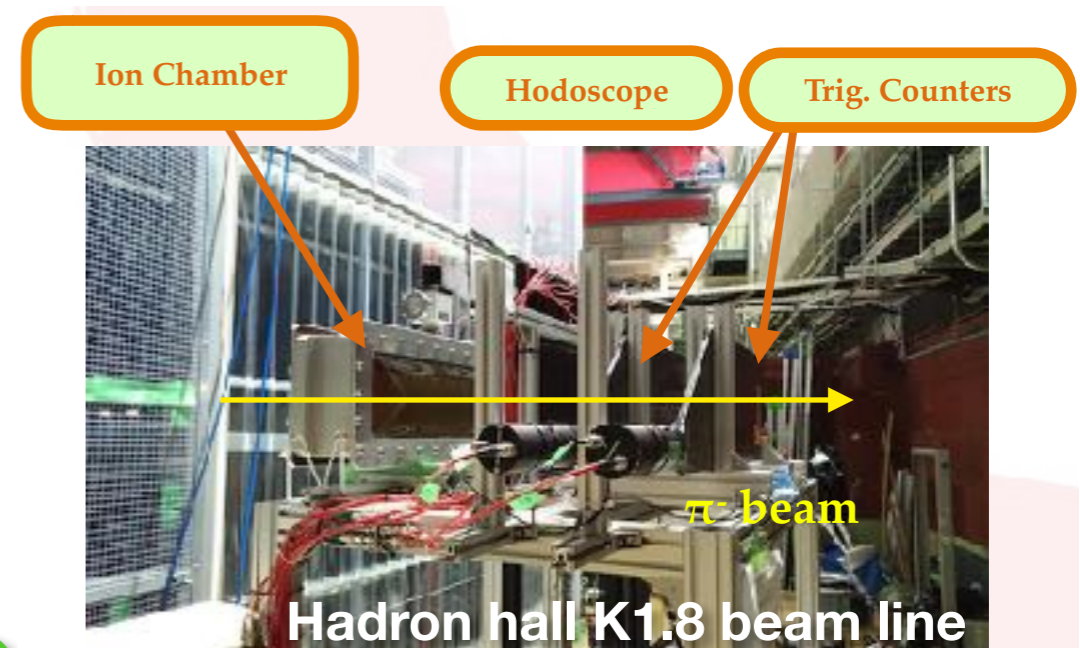 Ion Chamber
Hodoscope
Trig. Counters
π⁻ beam
Hadron hall K1.8 beam line